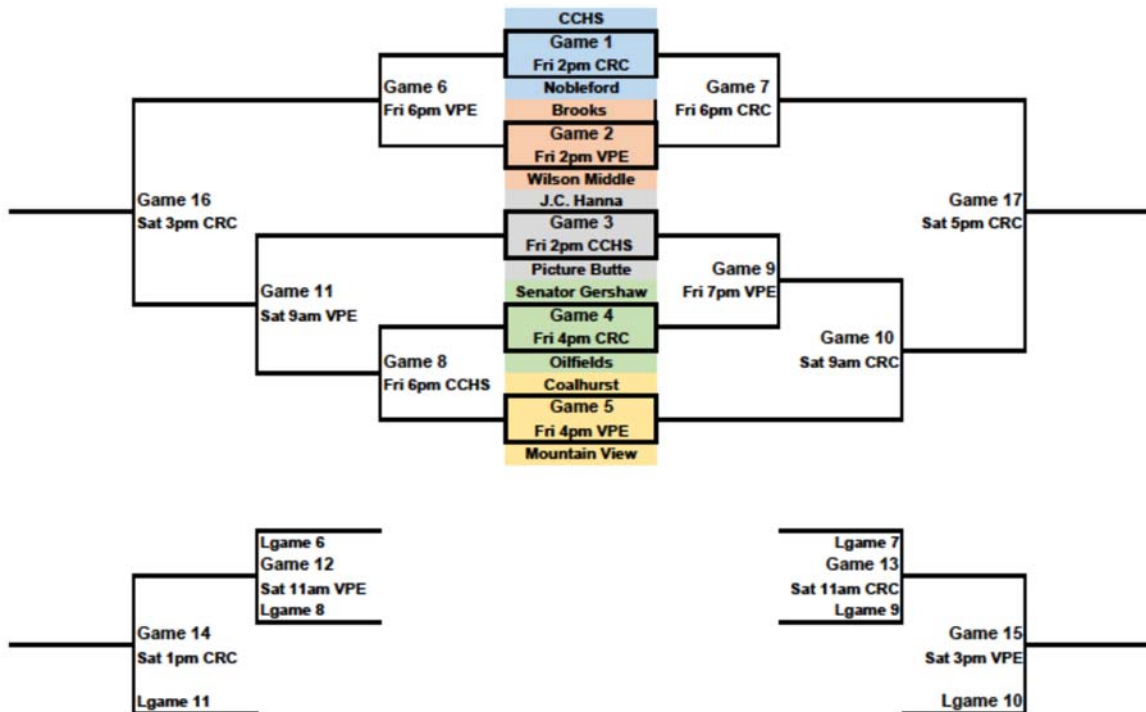 CCHS
Game 1
Fri 2pm CRC
Nobleford
Game 6
Fri 6pm VPE
Game 7
Fri 6pm CRC
Brooks
Game 2
Fri 2pm VPE
Wilson Middle
Game 16
Sat 3pm CRC
Game 17
Sat 5pm CRC
J.C. Hanna
Game 3
Fri 2pm CCHS
Picture Butte
Game 11
Sat 9am VPE
Game 9
Fri 7pm VPE
Senator Gershaw
Game 4
Fri 4pm CRC
Oilfields
Game 8
Fri 6pm CCHS
Game 10
Sat 9am CRC
Coalhurst
Game 5
Fri 4pm VPE
Mountain View
Lgame 6
Game 12
Sat 11am VPE
Lgame 8
Lgame 7
Game 13
Sat 11am CRC
Lgame 9
Game 14
Sat 1pm CRC
Lgame 11
Game 15
Sat 3pm VPE
Lgame 10